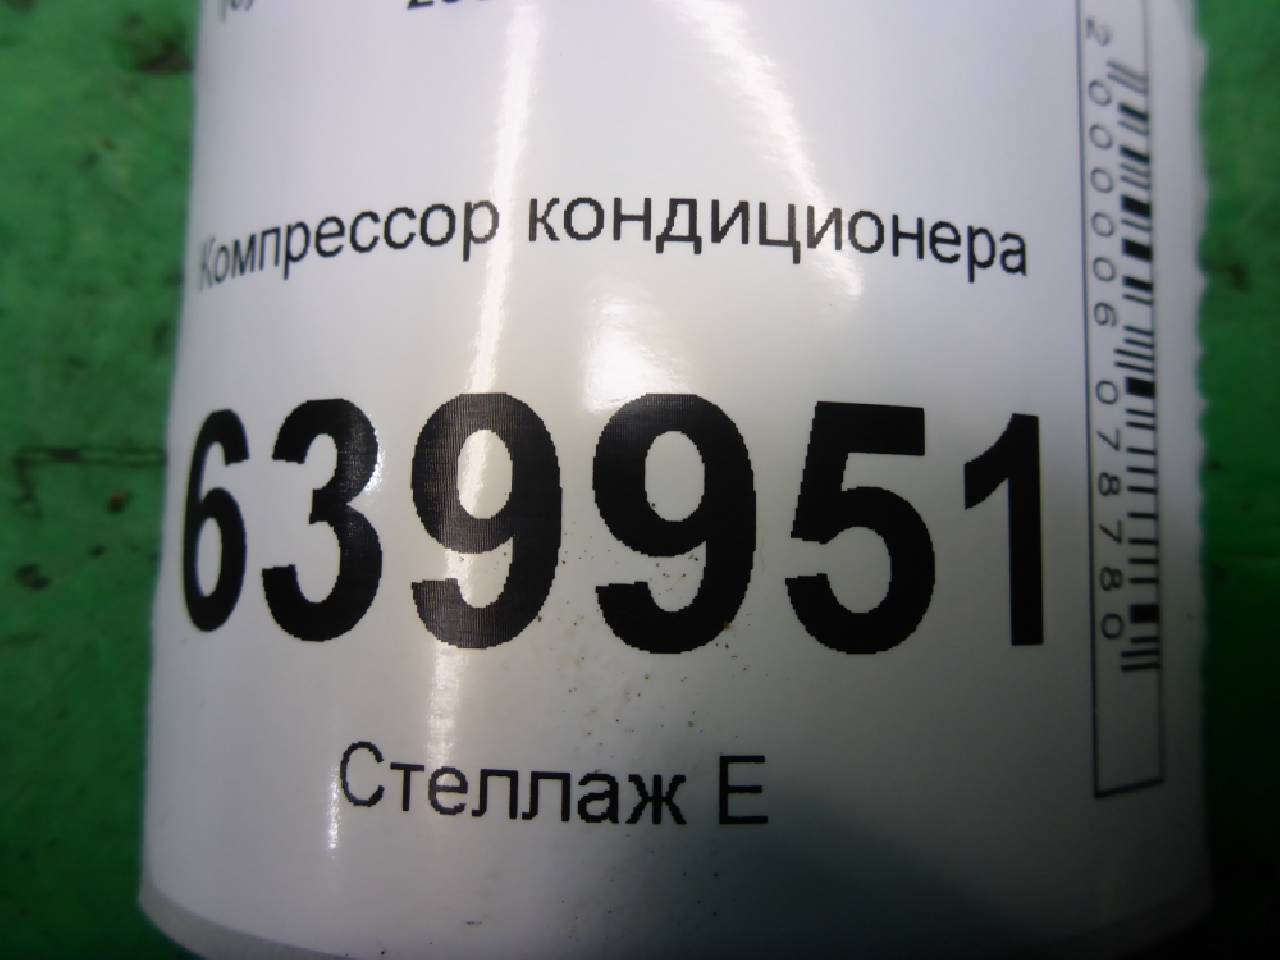 Компрессор кондиционера
639951
Стеллаж Е
2000006078780